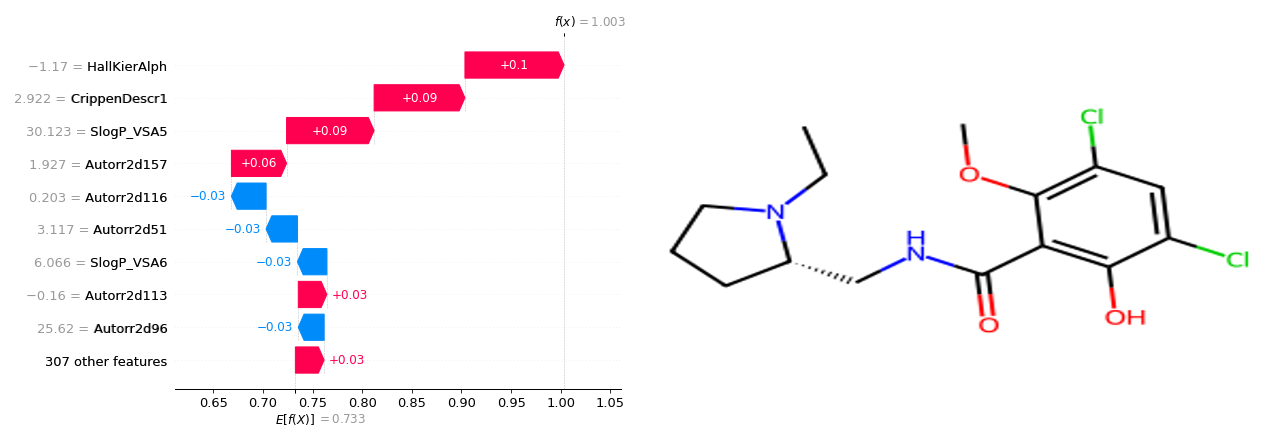 f(x) = 1.003
−1.17 = HallKierAlph +0.1
2.922 = CrippenDescr1 +0.09
30.123 = SlogP_VSA5 +0.09
1.927 = Autorr2d157 +0.06
0.203 = Autorr2d116 −0.03
3.117 = Autorr2d51 −0.03
6.066 = SlogP_VSA6 −0.03
−0.16 = Autorr2d113 +0.03
25.62 = Autorr2d96 −0.03
307 other features +0.03
0.65 0.70 0.75 0.80 0.85 0.90 0.95 1.00 1.05
E[f(X)] = 0.733
Cl
O
N
H
N
Cl
O
OH